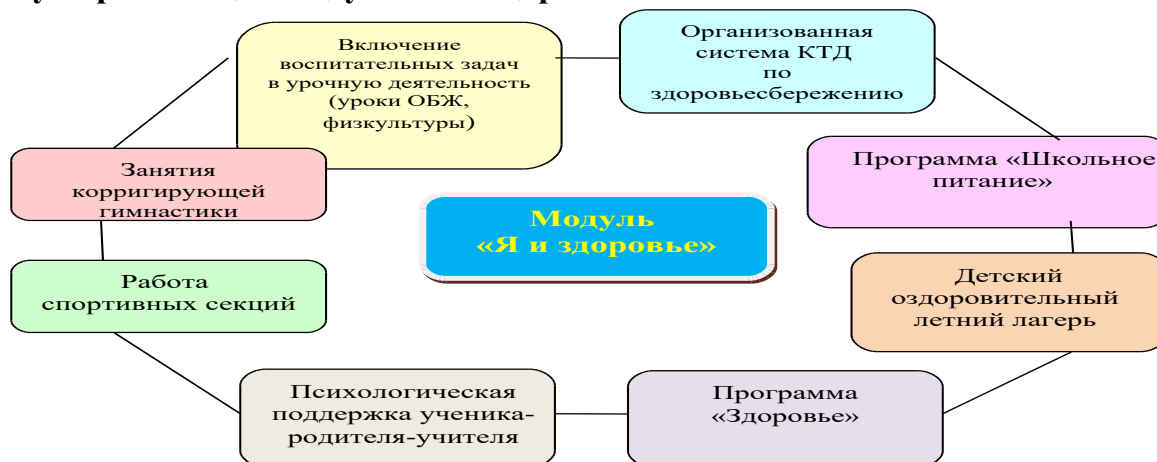 Включение
воспитательных задач
в урочную деятельность
(уроки ОБЖ,
физкультуры)
Организованная
система КТД
по
здоровьесбережению
Занятия
корригирующей
гимнастики
Программа «Школьное
питание»
Модуль
«Я и здоровье»
Работа
спортивных секций
Детский
оздоровительный
летний лагерь
Психологическая
поддержка ученика-
родителя-учителя
Программа
«Здоровье»